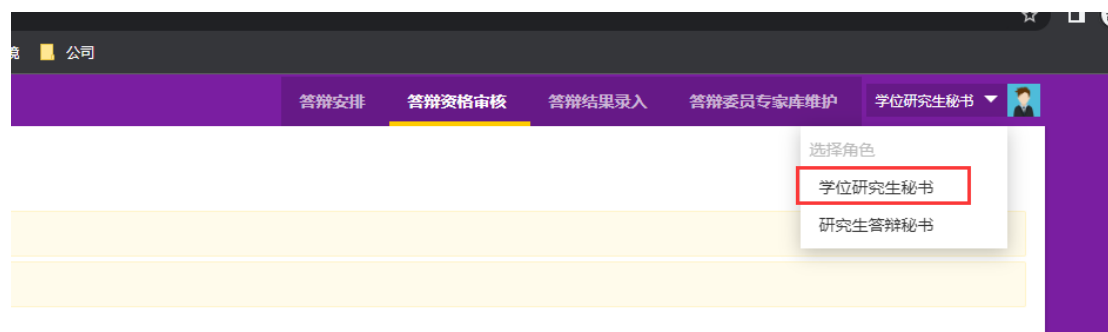 公司
答辩安排 答辩资格审核 答辩结果录入 答辩委员专家库维护 学位研究生秘书
选择角色
学位研究生秘书
研究生答辩秘书